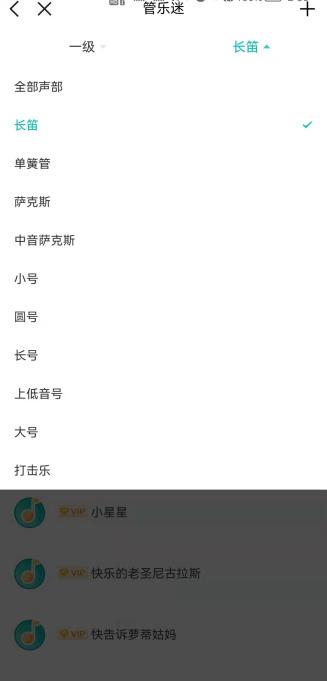 管乐迷
一级 长笛
全部声部
长笛
单簧管
萨克斯
中音萨克斯
小号
圆号
长号
上低音号
大号
打击乐
VIP 小星星
VIP 快乐的老圣尼古拉斯
VIP 快告诉萝蒂姑妈